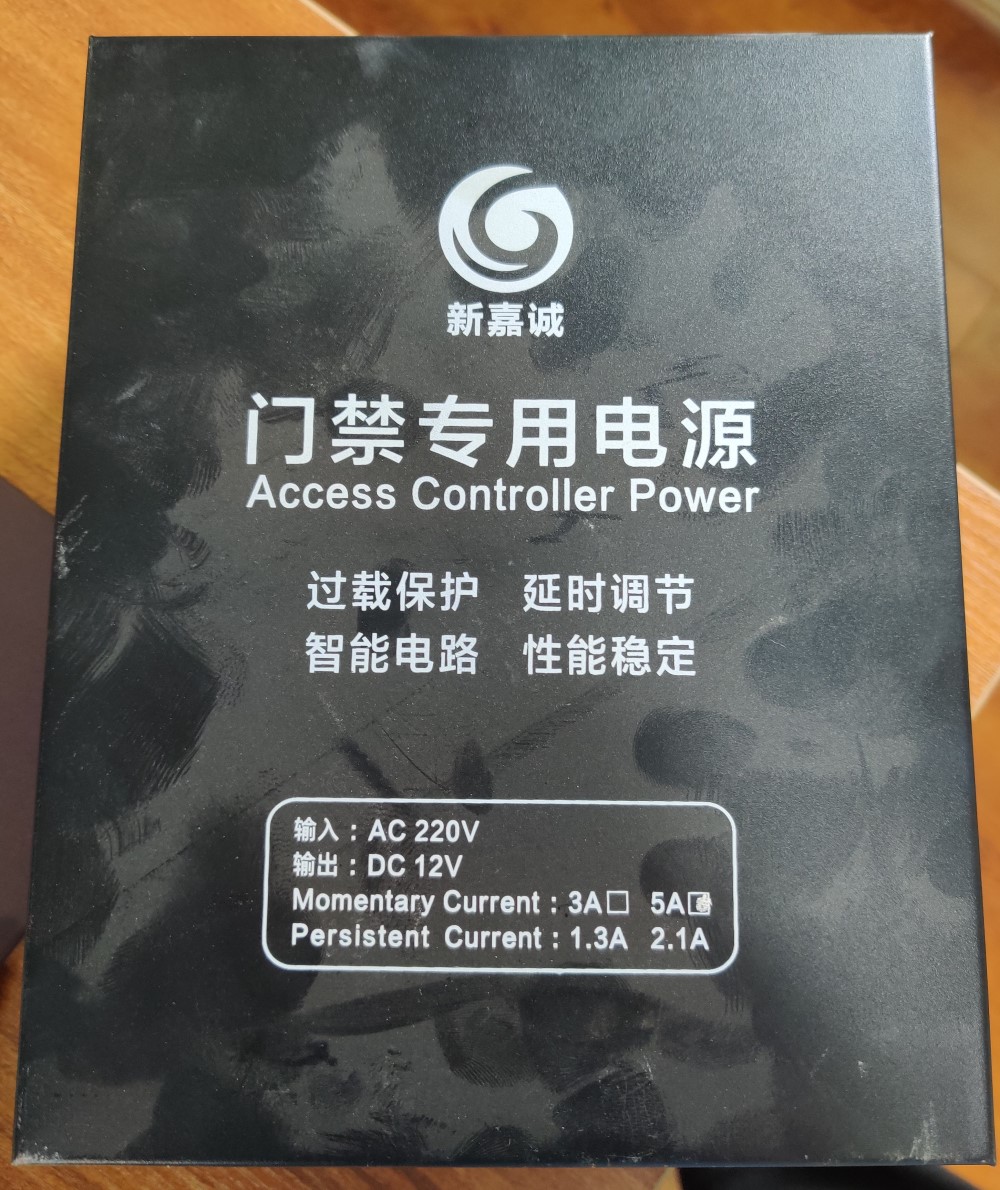 新嘉诚
门禁专用电源
Access Controller Power
过载保护 延时调节
智能电路 性能稳定
输入：AC 220V
输出：DC 12V
Momentary Current：3A□ 5A□
Persistent Current：1.3A 2.1A